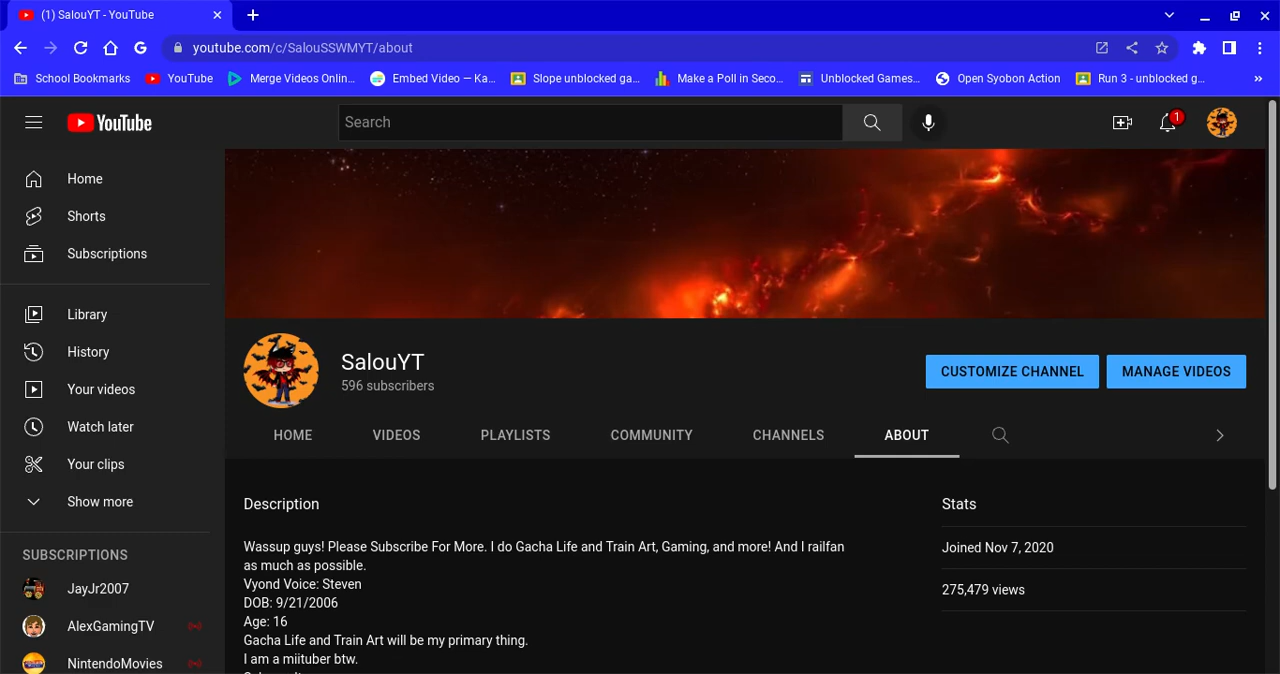 (1) SalouYT - YouTube
youtube.com/c/SalouSSWMYT/about
School Bookmarks
YouTube
Merge Videos Onlin...
Embed Video — Ka...
Slope unblocked ga...
Make a Poll in Seco...
Unblocked Games...
Open Syobon Action
Run 3 - unblocked g...
YouTube
Search
1
Home
Shorts
Subscriptions
Library
History
Your videos
Watch later
Your clips
Show more
SUBSCRIPTIONS
JayJr2007
AlexGamingTV
NintendoMovies
SalouYT
596 subscribers
CUSTOMIZE CHANNEL
MANAGE VIDEOS
HOME
VIDEOS
PLAYLISTS
COMMUNITY
CHANNELS
ABOUT
Description
Wassup guys! Please Subscribe For More. I do Gacha Life and Train Art, Gaming, and more! And I railfan
as much as possible.
Vyond Voice: Steven
DOB: 9/21/2006
Age: 16
Gacha Life and Train Art will be my primary thing.
I am a miituber btw.
Stats
Joined Nov 7, 2020
275,479 views